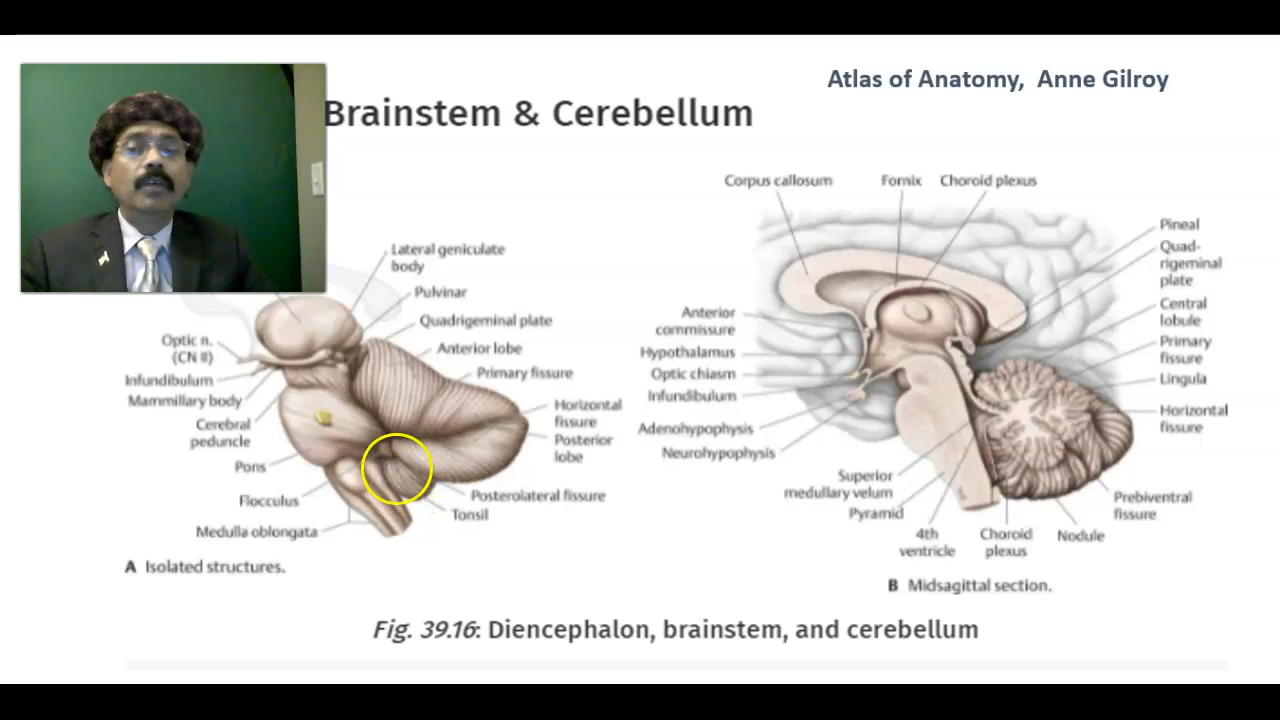 Atlas of Anatomy, Anne Gilroy
Brainstem & Cerebellum
Lateral geniculate
body
Pulvinar
Quadrigeminal plate
Anterior lobe
Primary fissure
Horizontal
fissure
Posterior
lobe
Posterolateral fissure
Tonsil
Optic n.
(CN II)
Infundibulum
Mammillary body
Cerebral
peduncle
Pons
Flocculus
Medulla oblongata
A Isolated structures.
Corpus callosum
Fornix
Choroid plexus
Pineal
Quad-
rigeminal
plate
Central
lobule
Primary
fissure
Lingula
Horizontal
fissure
Prebiventral
fissure
Nodule
Choroid
plexus
4th
ventricle
Pyramid
Superior
medullary velum
Neurohypophysis
Adenohypophysis
Infundibulum
Optic chiasm
Hypothalamus
Anterior
commissure
B Midsagittal section.
Fig. 39.16: Diencephalon, brainstem, and cerebellum